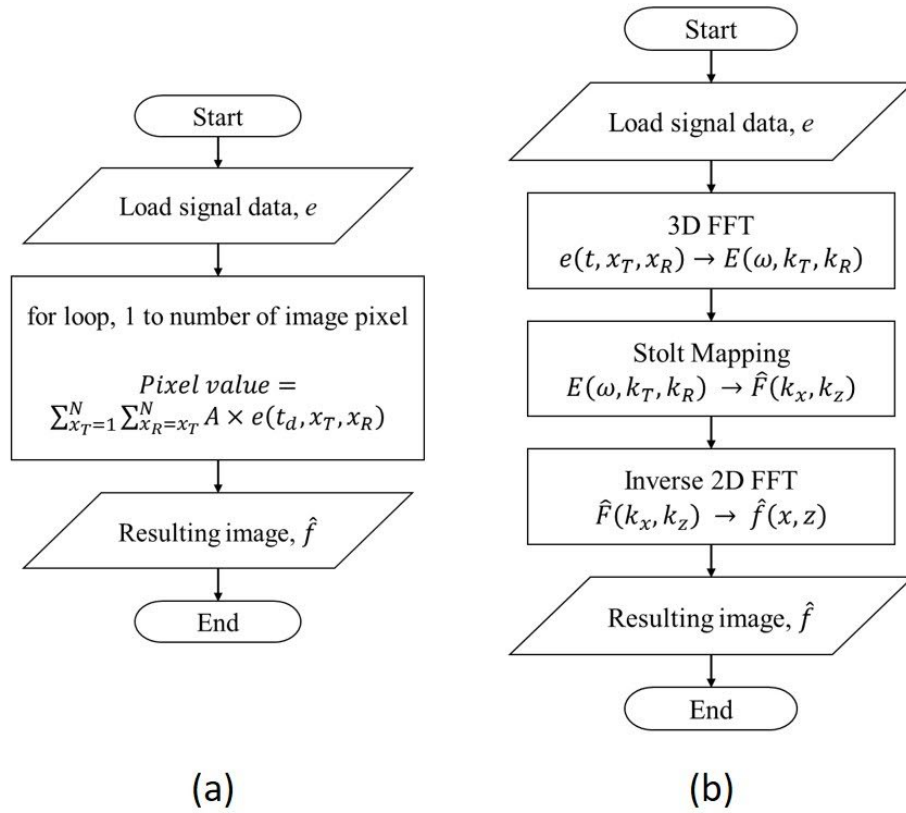 Start
Load signal data, e
for loop, 1 to number of image pixel
Pixel value =
∑_{x_T=1}^{N} ∑_{x_R=x_T}^{N} A × e(t_d, x_T, x_R)
Resulting image, f̂
End
(a)
Start
Load signal data, e
3D FFT
e(t, x_T, x_R) → E(ω, k_T, k_R)
Stolt Mapping
E(ω, k_T, k_R) → F̂(k_x, k_z)
Inverse 2D FFT
F̂(k_x, k_z) → f̂(x, z)
Resulting image, f̂
End
(b)